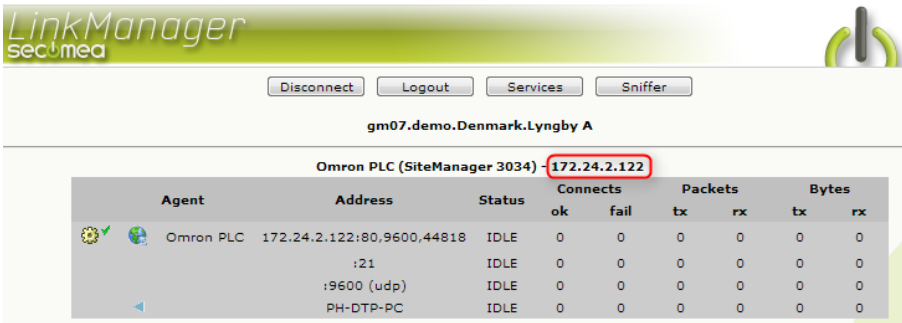 LinkManager
secomea
Disconnect Logout Services Sniffer
gm07.demo.Denmark.Lyngby A
Omron PLC (SiteManager 3034) - 172.24.2.122
Agent Address Status Connects Packets Bytes
ok fail tx rx tx rx
Omron PLC 172.24.2.122:80,9600,44818 IDLE 0 0 0 0 0 0
:21 IDLE 0 0 0 0 0 0
:9600 (udp) IDLE 0 0 0 0 0 0
PH-DTP-PC IDLE 0 0 0 0 0 0